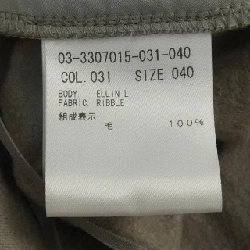 03-3307015-031-040
COL. 031 SIZE 040
BODY. ELLIN L
FABRIC. RIBBLE
組成表示
毛 100%